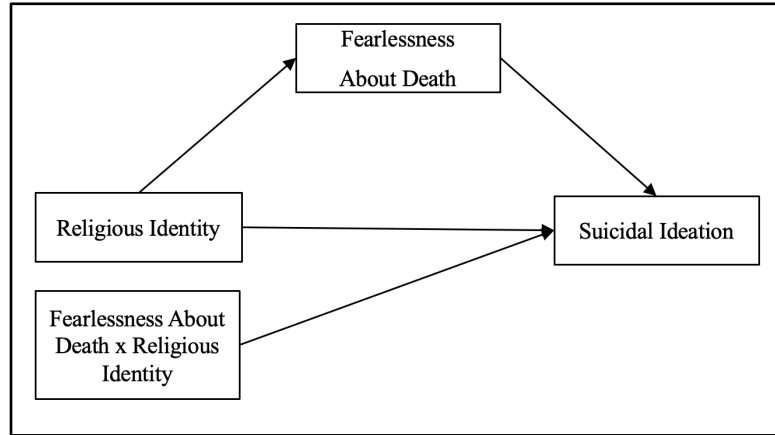 Fearlessness
About Death
Religious Identity
Suicidal Ideation
Fearlessness About
Death x Religious
Identity